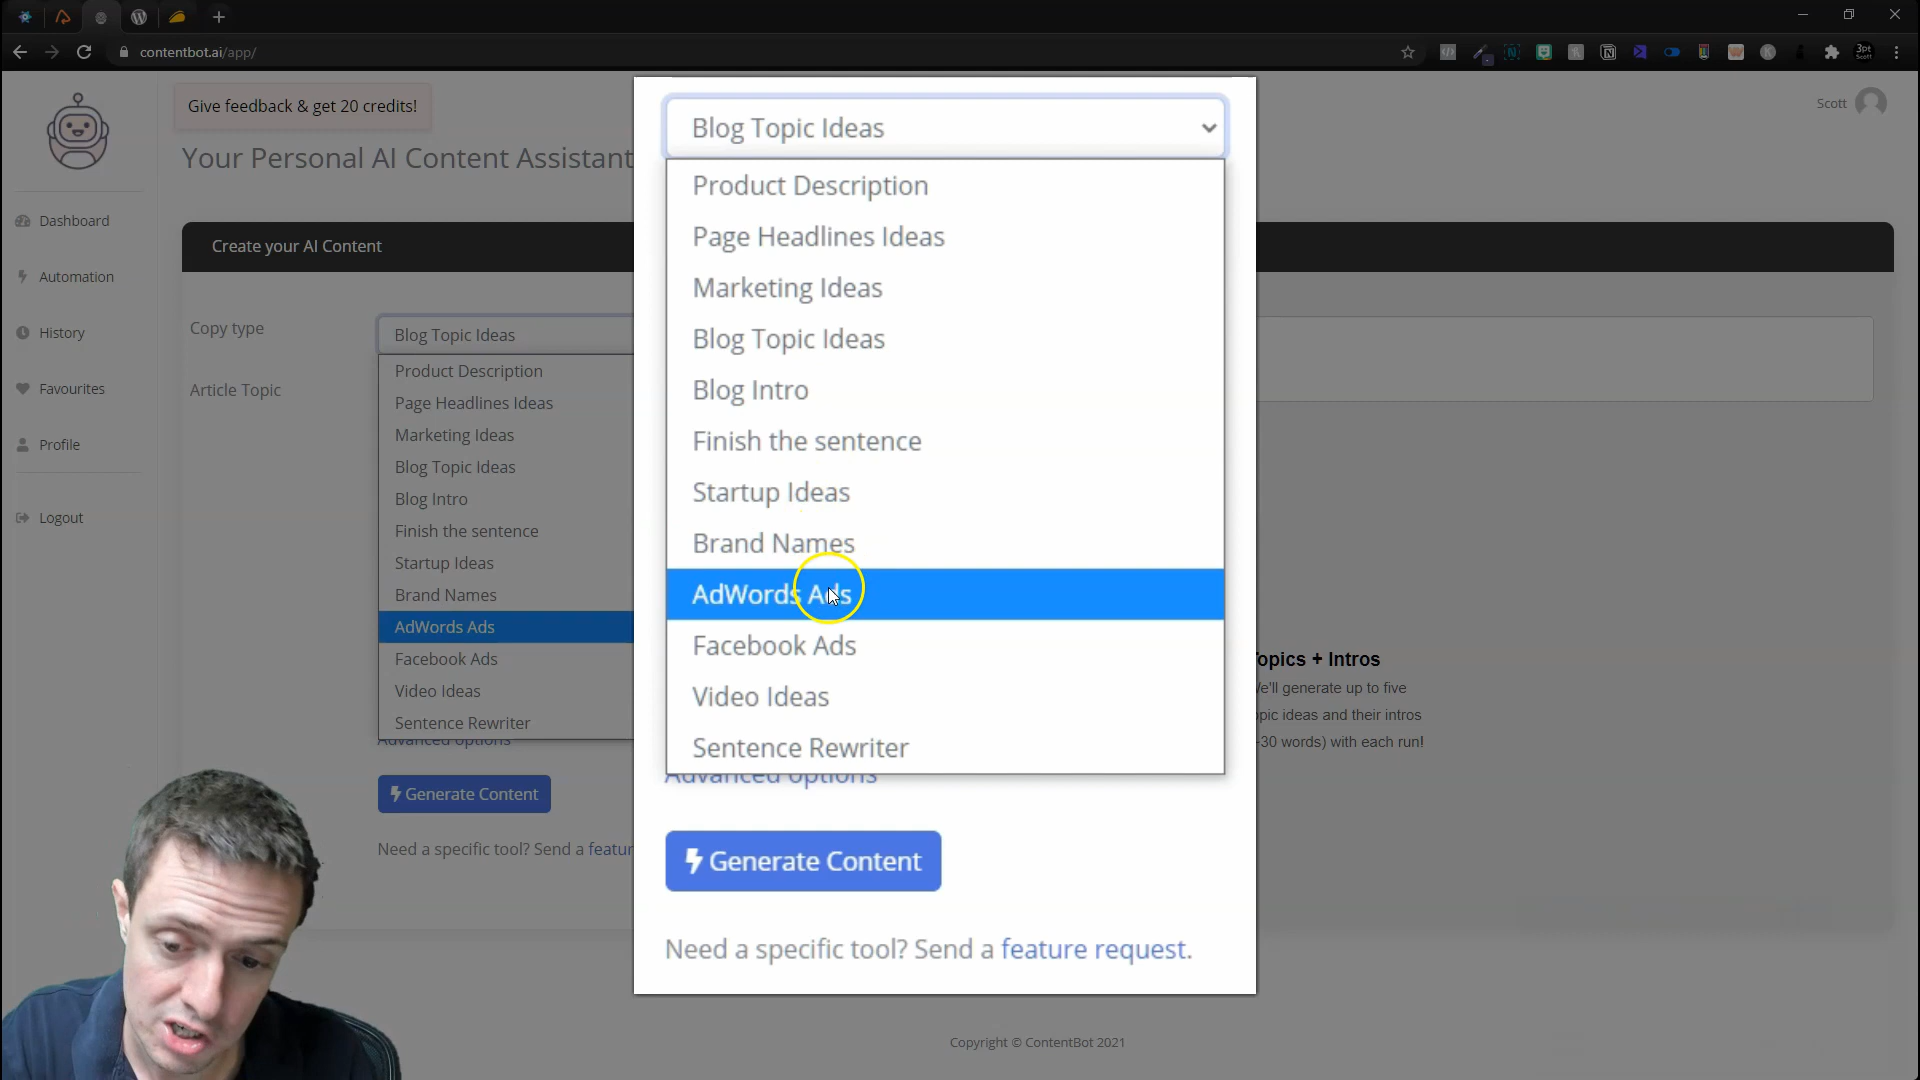 contentbot.ai/app/
3pt
Scott
Give feedback & get 20 credits!
Scott
Your Personal AI Content Assistant
Dashboard
Automation
History
Favourites
Profile
Logout
Create your AI Content
Copy type
Blog Topic Ideas
Product Description
Page Headlines Ideas
Marketing Ideas
Blog Topic Ideas
Blog Intro
Finish the sentence
Startup Ideas
Brand Names
AdWords Ads
Facebook Ads
Video Ideas
Sentence Rewriter
Article Topic
Advanced options
Generate Content
Need a specific tool? Send a featur
Blog Topic Ideas
Product Description
Page Headlines Ideas
Marketing Ideas
Blog Topic Ideas
Blog Intro
Finish the sentence
Startup Ideas
Brand Names
AdWords Ads
Facebook Ads
Video Ideas
Sentence Rewriter
Advanced options
Generate Content
Need a specific tool? Send a feature request.
opics + Intros
e'll generate up to five
pic ideas and their intros
-30 words) with each run!
Copyright © ContentBot 2021